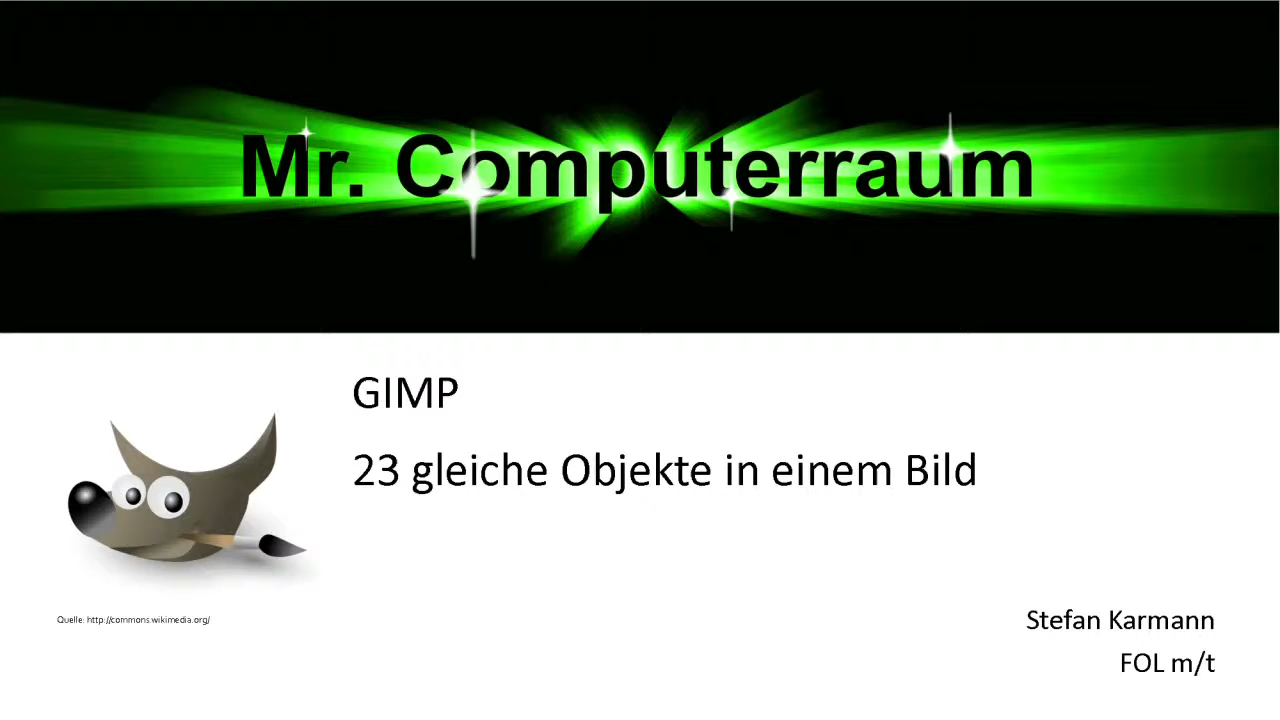 Mr. Computerraum
GIMP
23 gleiche Objekte in einem Bild
Quelle: http://commons.wikimedia.org/
Stefan Karmann
FOL m/t